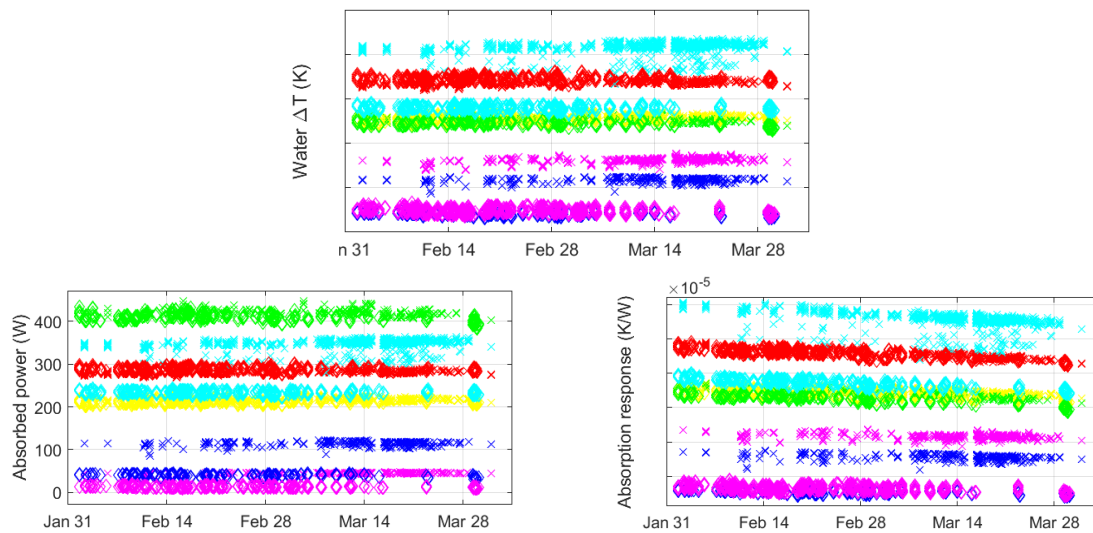 Water ΔT (K)
n 31 Feb 14 Feb 28 Mar 14 Mar 28
Absorbed power (W)
400
300
200
100
0
Jan 31 Feb 14 Feb 28 Mar 14 Mar 28
× 10 -5
Absorption response (K/W)
Jan 31 Feb 14 Feb 28 Mar 14 Mar 28